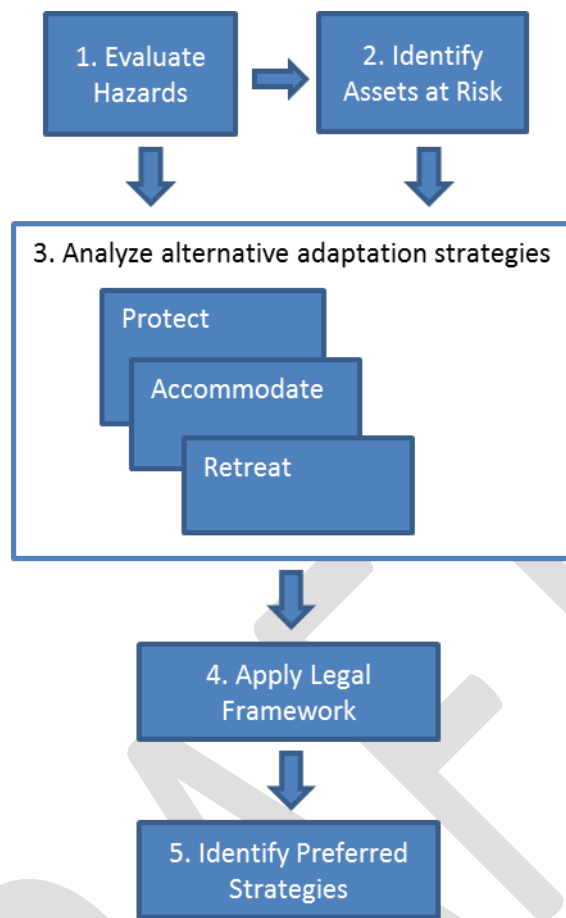 1. Evaluate
Hazards
2. Identify
Assets at Risk
3. Analyze alternative adaptation strategies
Protect
Accommodate
Retreat
4. Apply Legal
Framework
5. Identify Preferred
Strategies